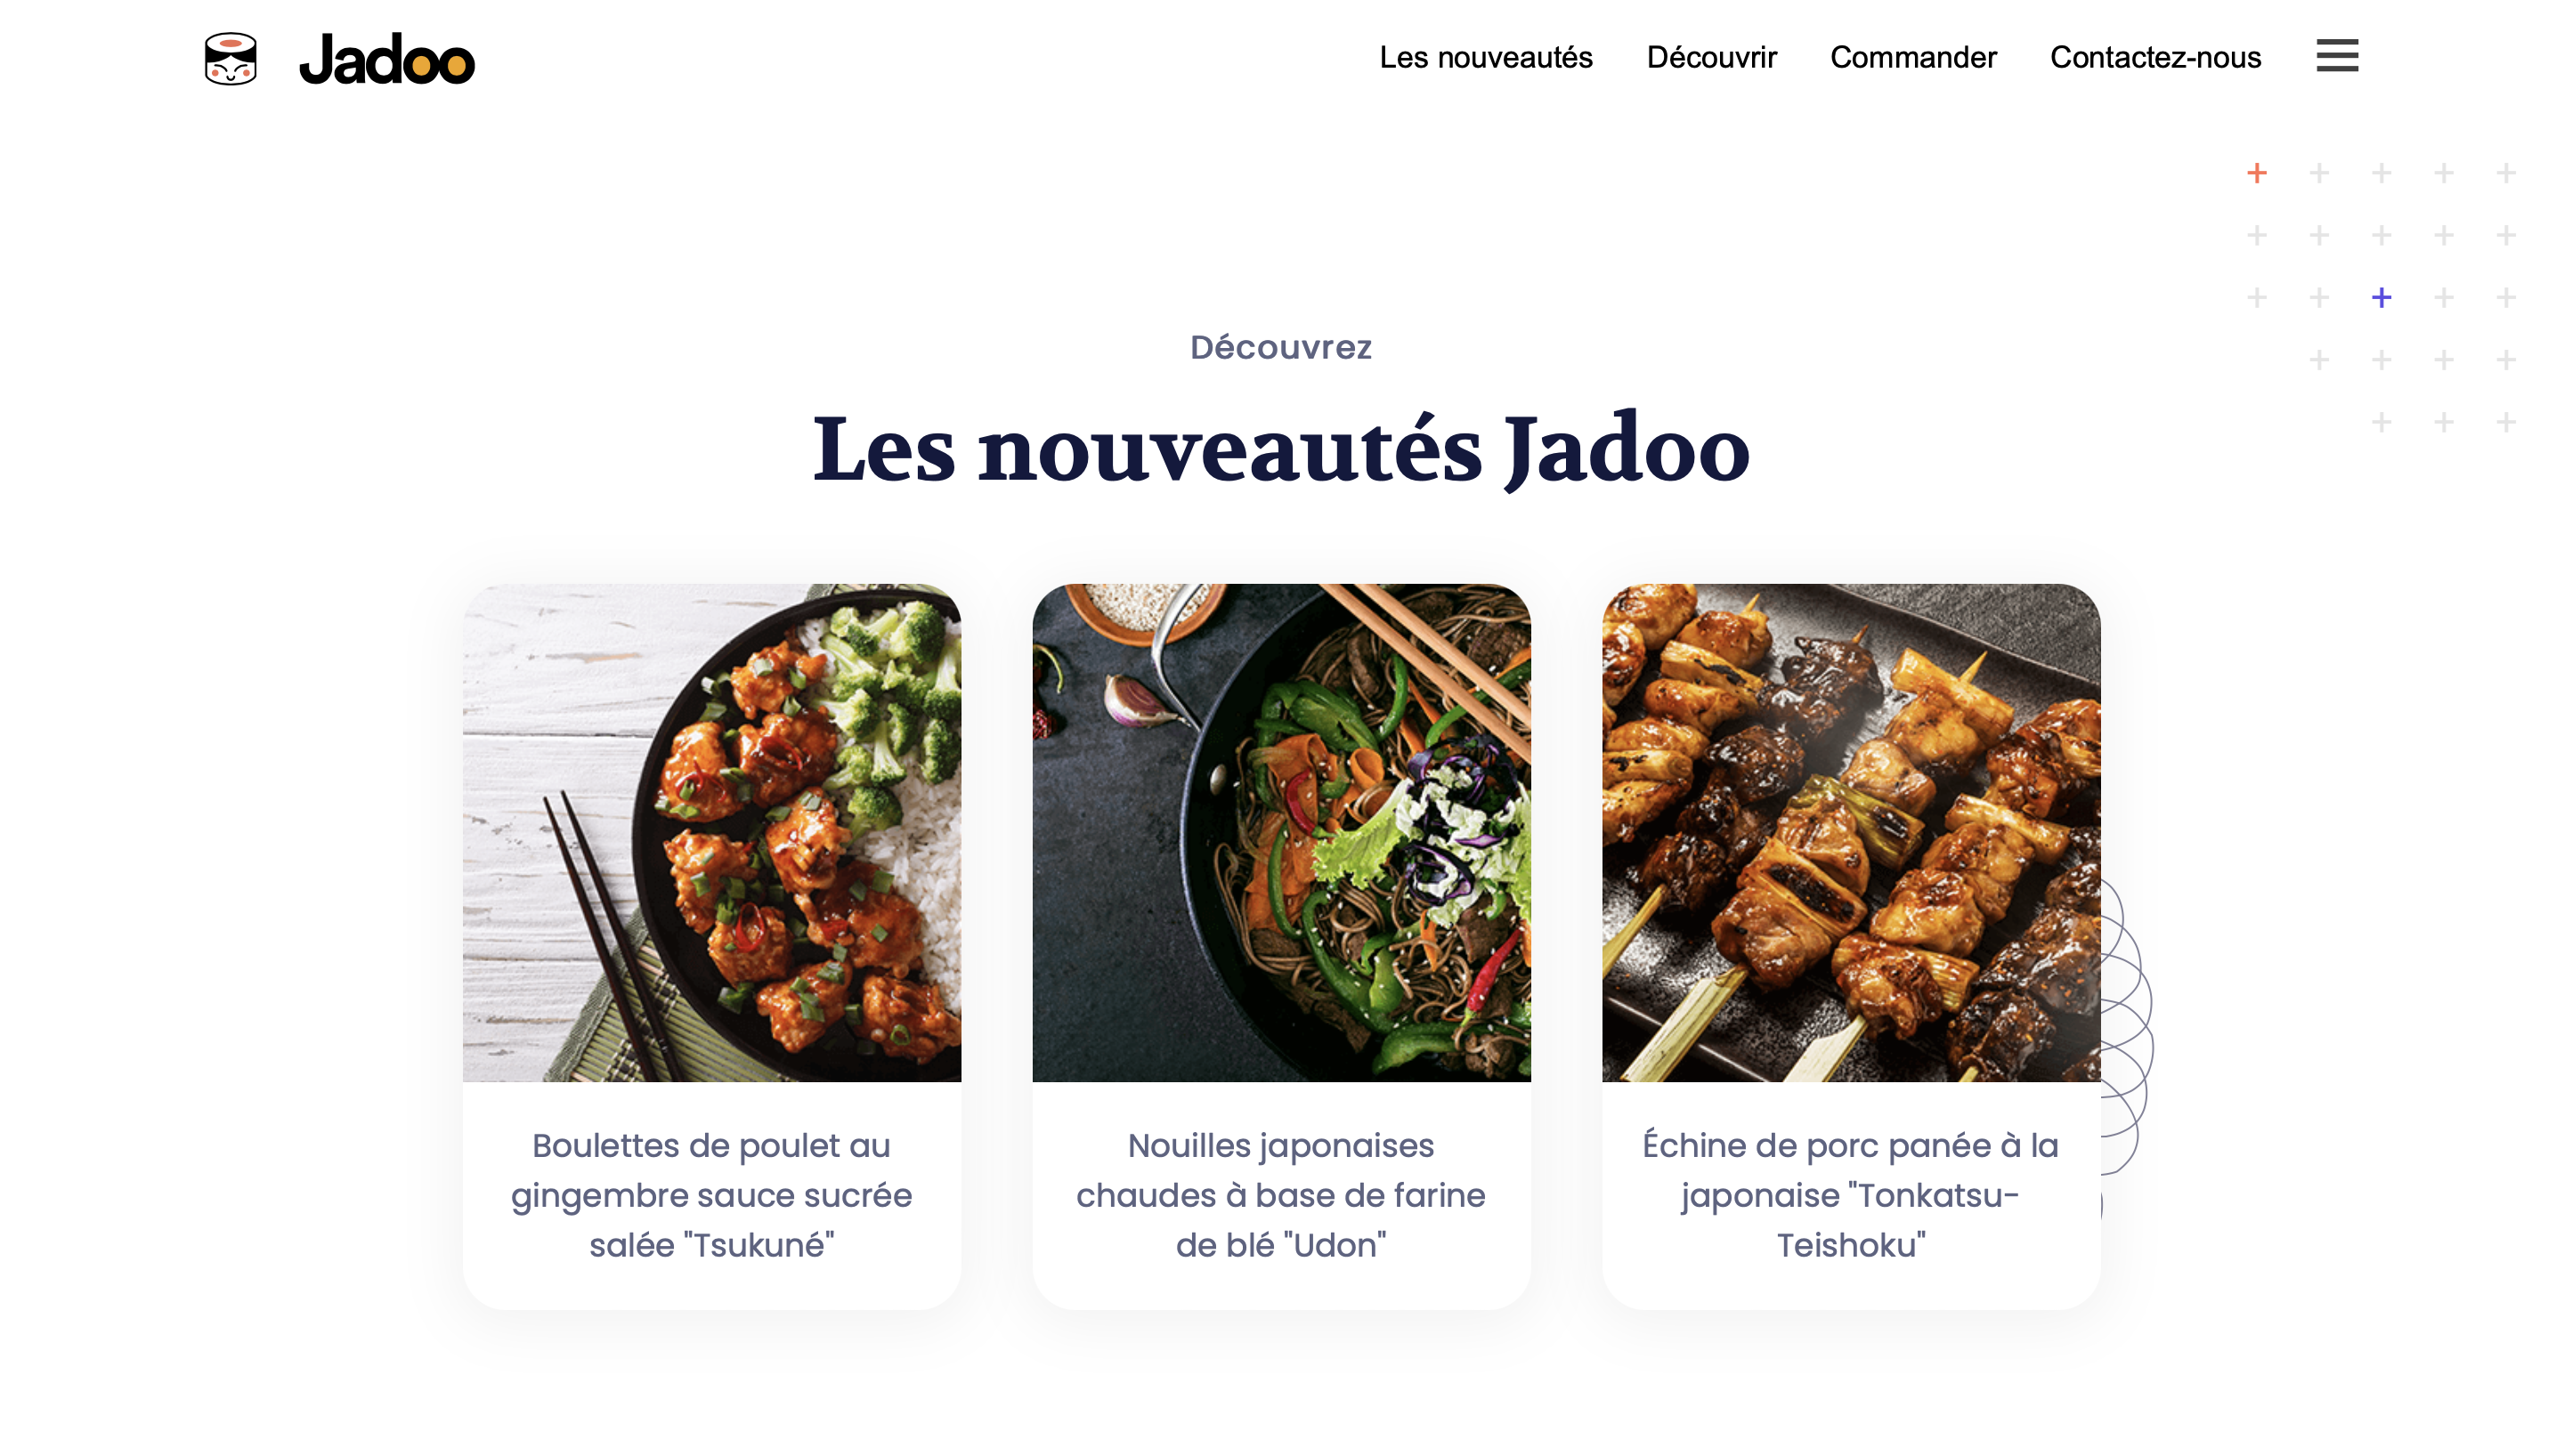 Jadoo
Les nouveautés
Découvrir
Commander
Contactez-nous
Découvrez
Les nouveautés Jadoo
Boulettes de poulet au
gingembre sauce sucrée
salée "Tsukuné"
Nouilles japonaises
chaudes à base de farine
de blé "Udon"
Échine de porc panée à la
japonaise "Tonkatsu-
Teishoku"